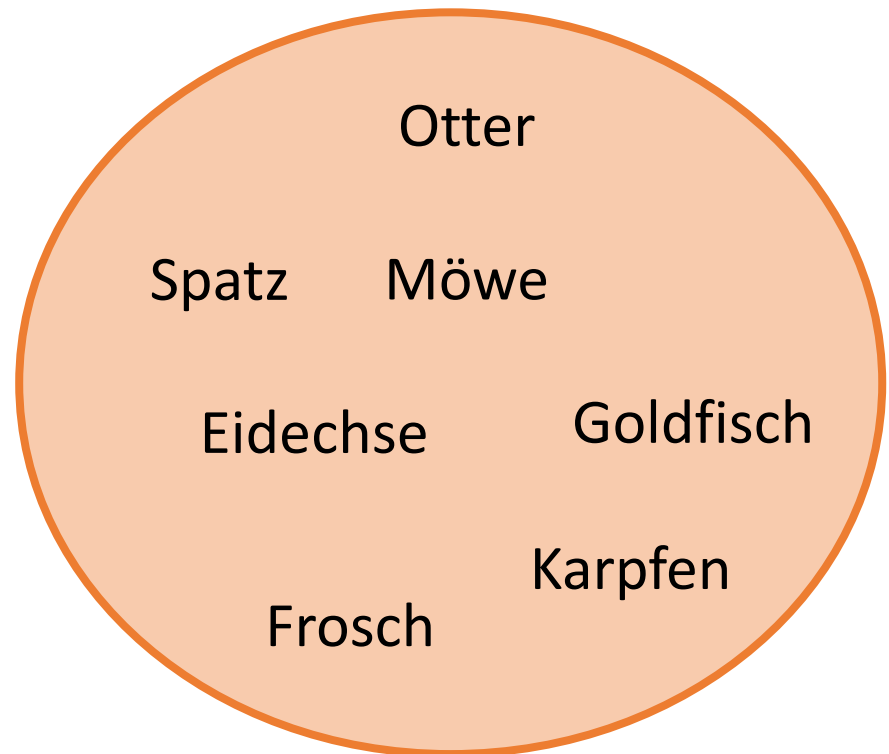 Otter
Spatz Möwe
Eidechse Goldfisch
Karpfen
Frosch